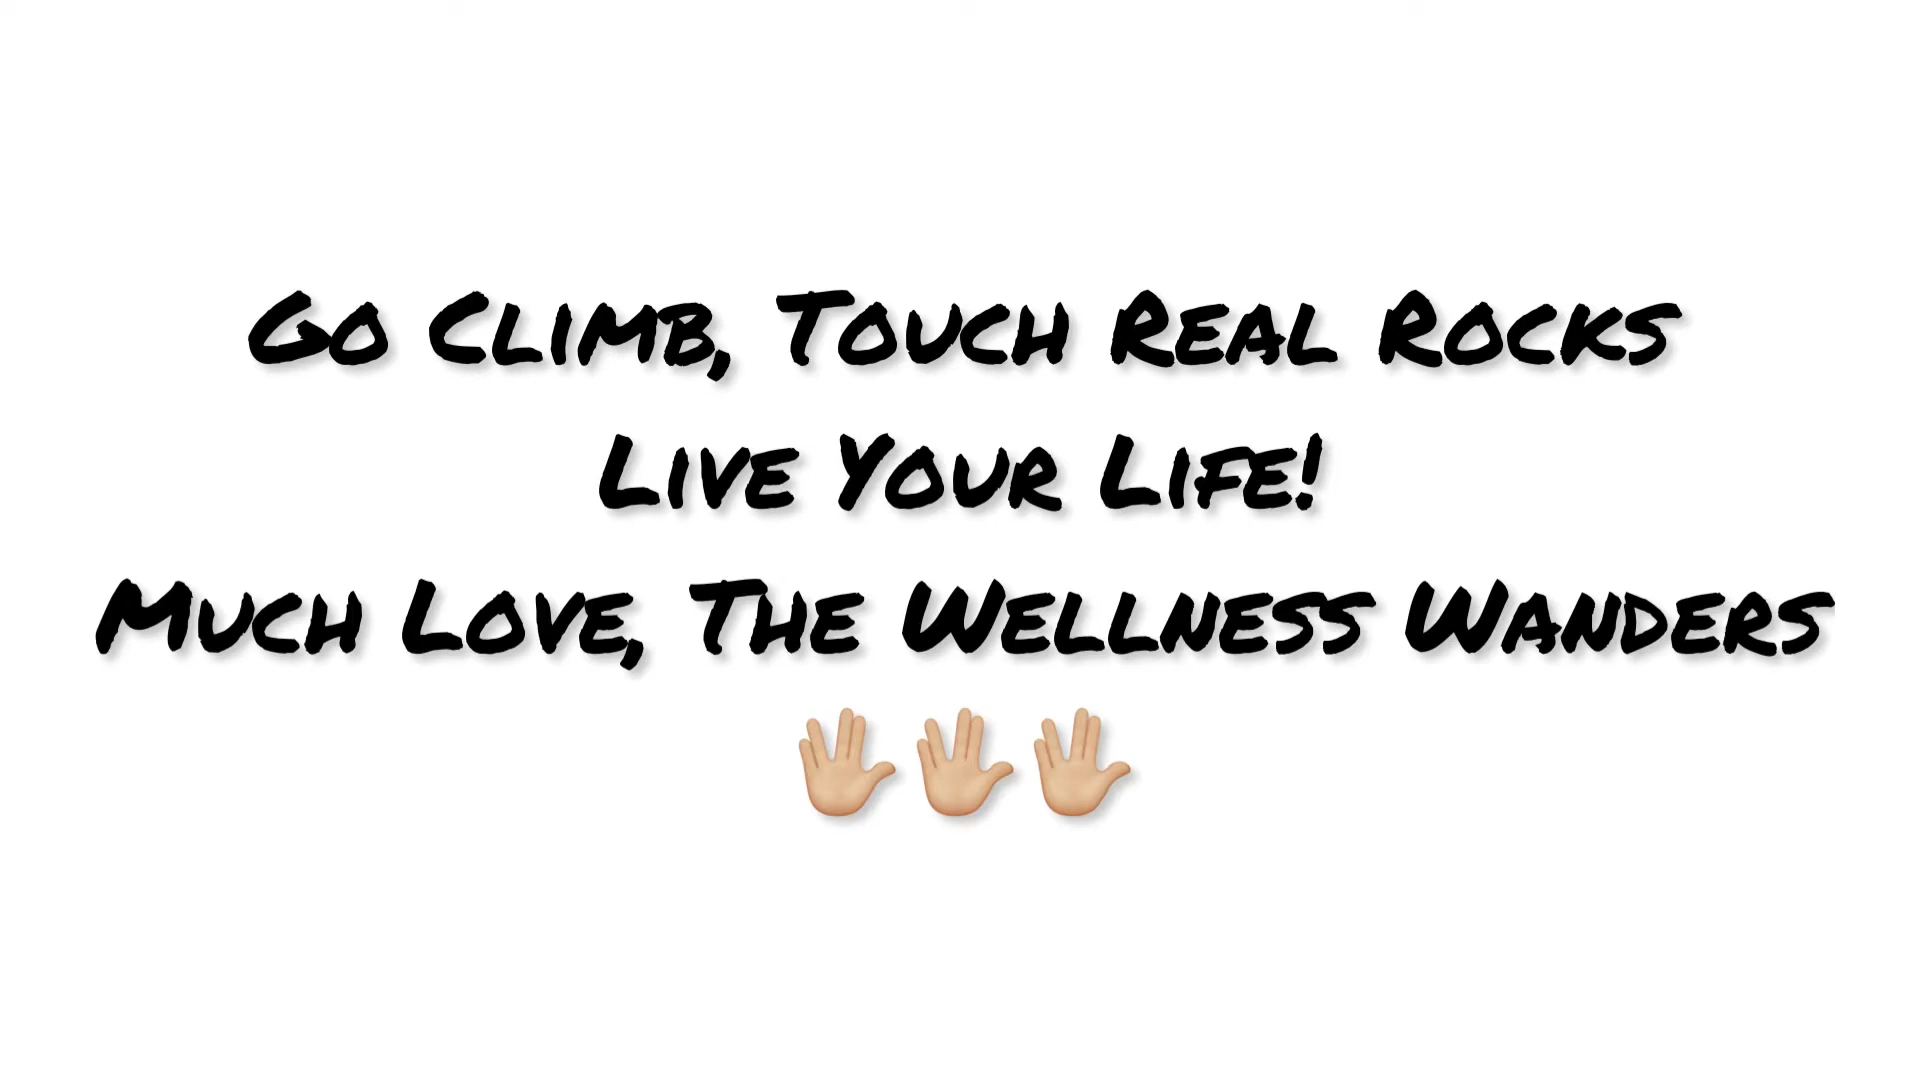 Go Climb, Touch Real Rocks
Live Your Life!
Much Love, The Wellness Wanders
🖖🏼🖖🏼🖖🏼